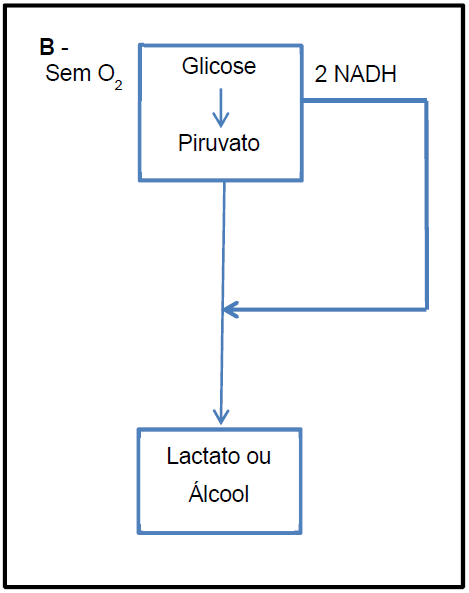 B -
Sem O2
Glicose
2 NADH
Piruvato
Lactato ou
Álcool